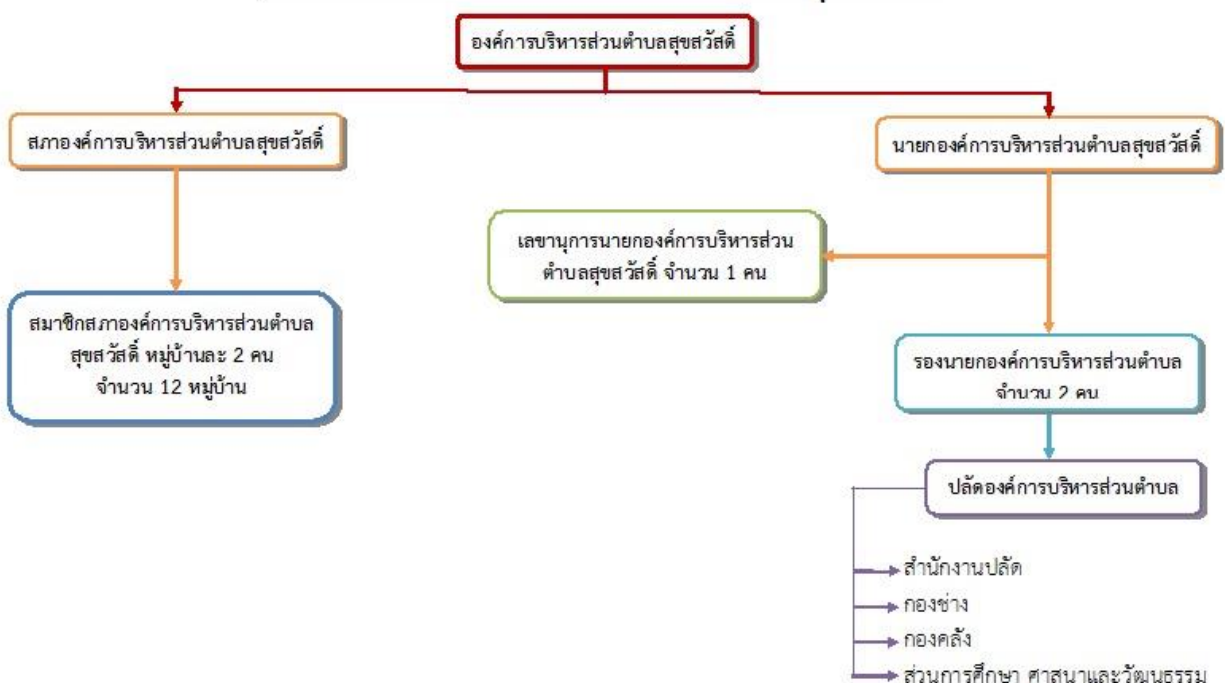 องค์การบริหารส่วนตำบลสุขสวัสดิ์
สภาองค์การบริหารส่วนตำบลสุขสวัสดิ์
นายกองค์การบริหารส่วนตำบลสุขสวัสดิ์
เลขานุการนายกองค์การบริหารส่วน
ตำบลสุขสวัสดิ์ จำนวน 1 คน
สมาชิกสภาองค์การบริหารส่วนตำบล
สุขสวัสดิ์ หมู่บ้านละ 2 คน
จำนวน 12 หมู่บ้าน
รองนายกองค์การบริหารส่วนตำบล
จำนวน 2 คน
ปลัดองค์การบริหารส่วนตำบล
สำนักงานปลัด
กองช่าง
กองคลัง
ส่วนการศึกษา ศาสนาและวัฒนธรรม